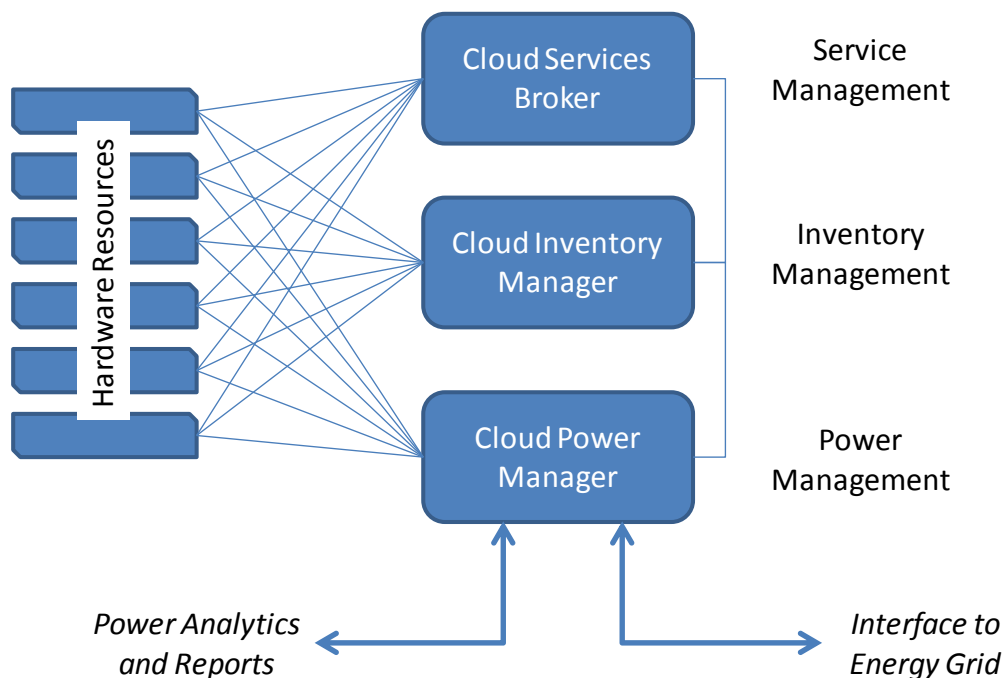 Cloud Services
Broker
Service
Management
Hardware Resources
Cloud Inventory
Manager
Inventory
Management
Cloud Power
Manager
Power
Management
Power Analytics
and Reports
Interface to
Energy Grid